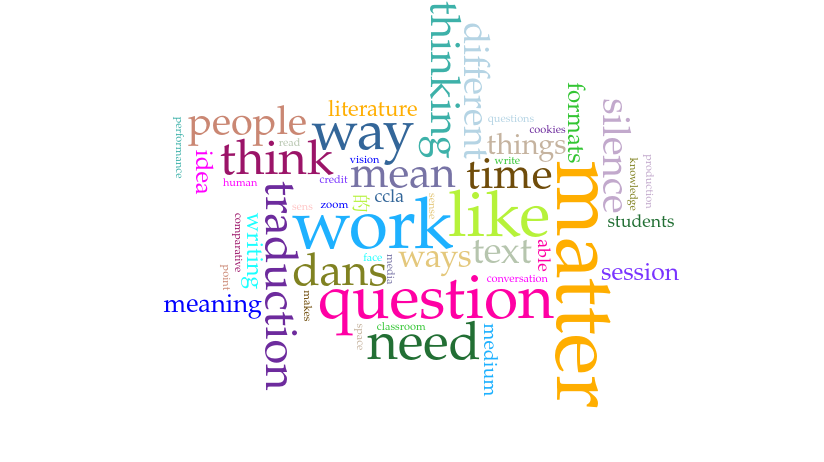 thinking
different
formats
literature
people
performance
way
questions
cookies
silence
things
read
think
idea
vision
write
mean
time
human
credit
knowledge
production
matter
traduction
的
ccla
sense
sens
zoom
like
work
students
comparative
writing
ways
text
able
face
media
dans
session
point
conversation
makes
meaning
question
space
classroom
need
medium